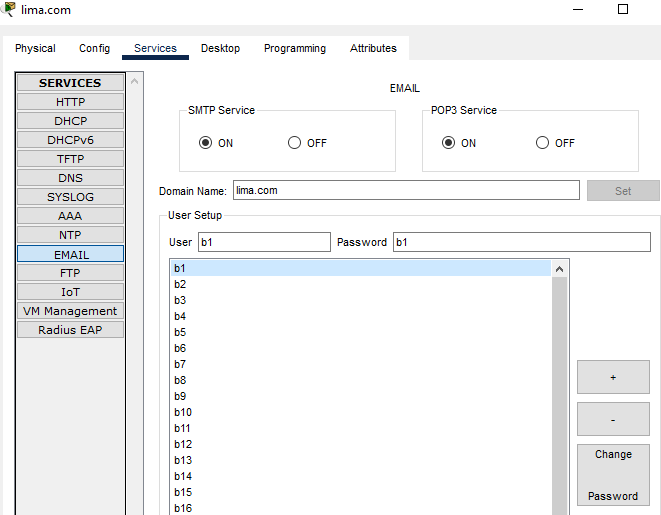 lima.com
Physical Config Services Desktop Programming Attributes
SERVICES
HTTP
DHCP
DHCPv6
TFTP
DNS
SYSLOG
AAA
NTP
EMAIL
FTP
IoT
VM Management
Radius EAP
EMAIL
SMTP Service
ON OFF
POP3 Service
ON OFF
Domain Name: lima.com Set
User Setup
User b1 Password b1
b1
b2
b3
b4
b5
b6
b7
b8
b9
b10
b11
b12
b13
b14
b15
b16
+
-
Change
Password